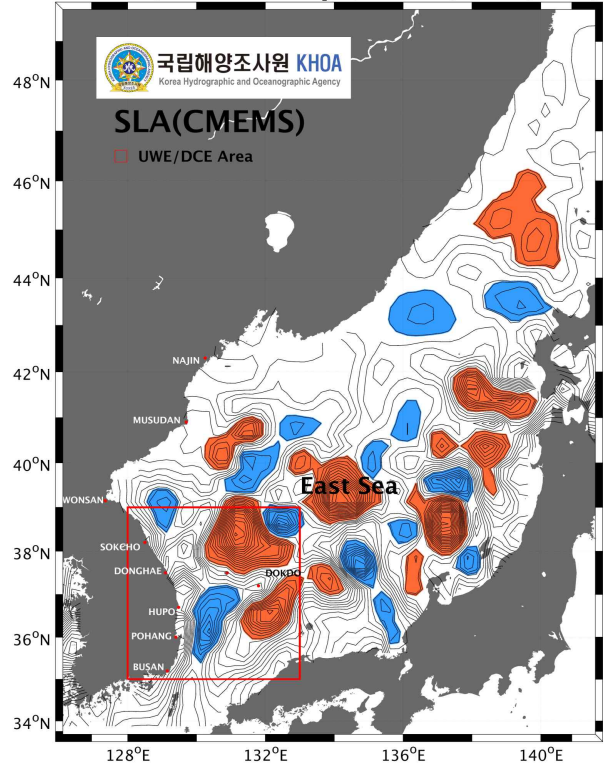 국립해양조사원 KHOA
Korea Hydrographic and Oceanographic Agency
SLA(CMEMS)
UWE/DCE Area
48°N
46°N
44°N
42°N
40°N
38°N
36°N
34°N
NAJIN
MUSUDAN
WONSAN
East Sea
SOKCHO
DONGHAE
DOKDO
HUPO
POHANG
BUSAN
128°E
132°E
136°E
140°E